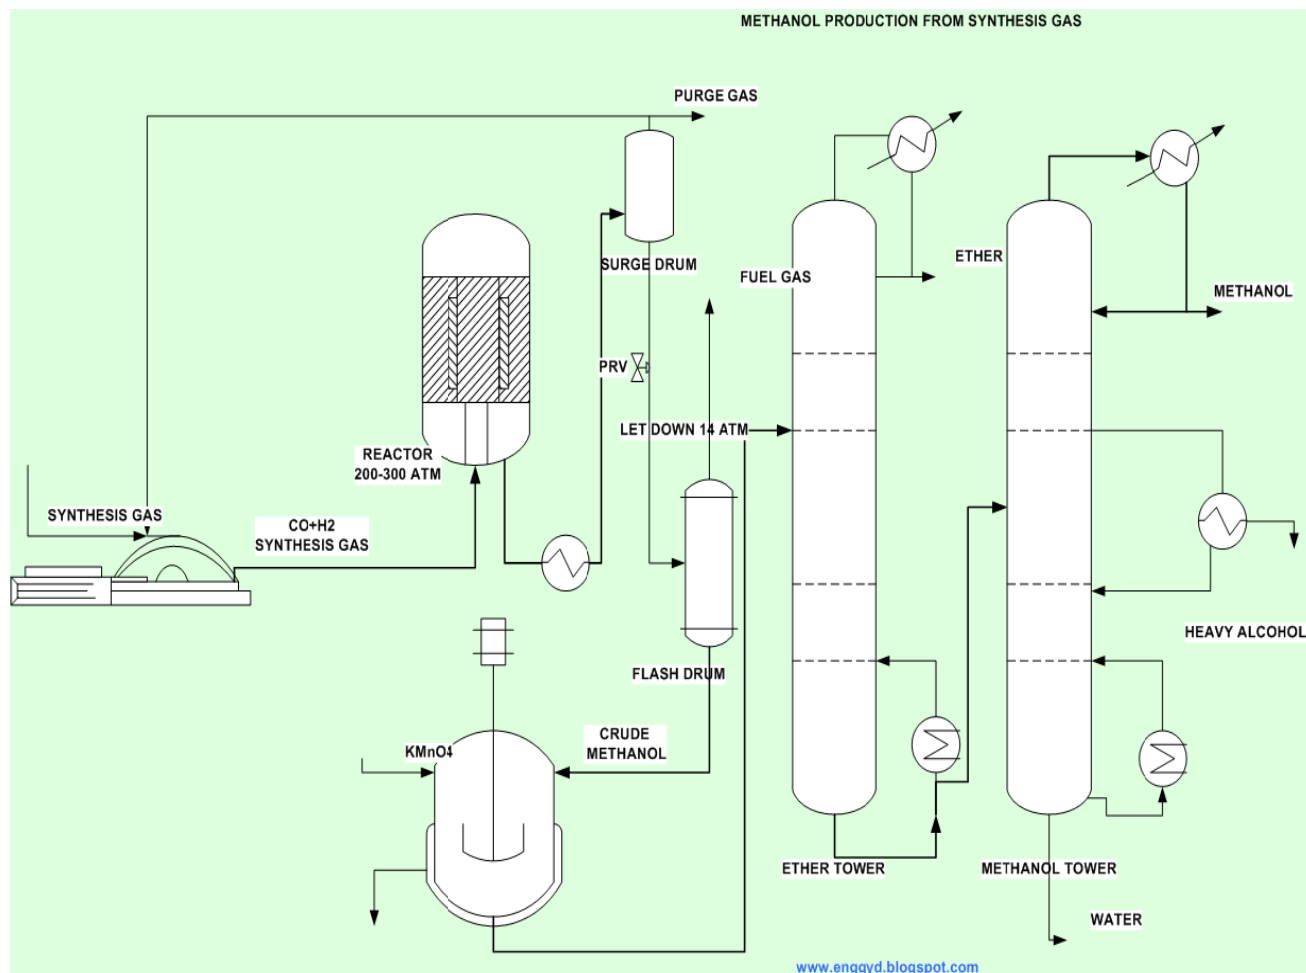 METHANOL PRODUCTION FROM SYNTHESIS GAS
PURGE GAS
SURGE DRUM
FUEL GAS
ETHER
METHANOL
PRV
LET DOWN 14 ATM
REACTOR
200-300 ATM
SYNTHESIS GAS
CO+H2
SYNTHESIS GAS
HEAVY ALCOHOL
FLASH DRUM
CRUDE
METHANOL
KMnO4
ETHER TOWER
METHANOL TOWER
WATER
www.enggyd.blogspot.com